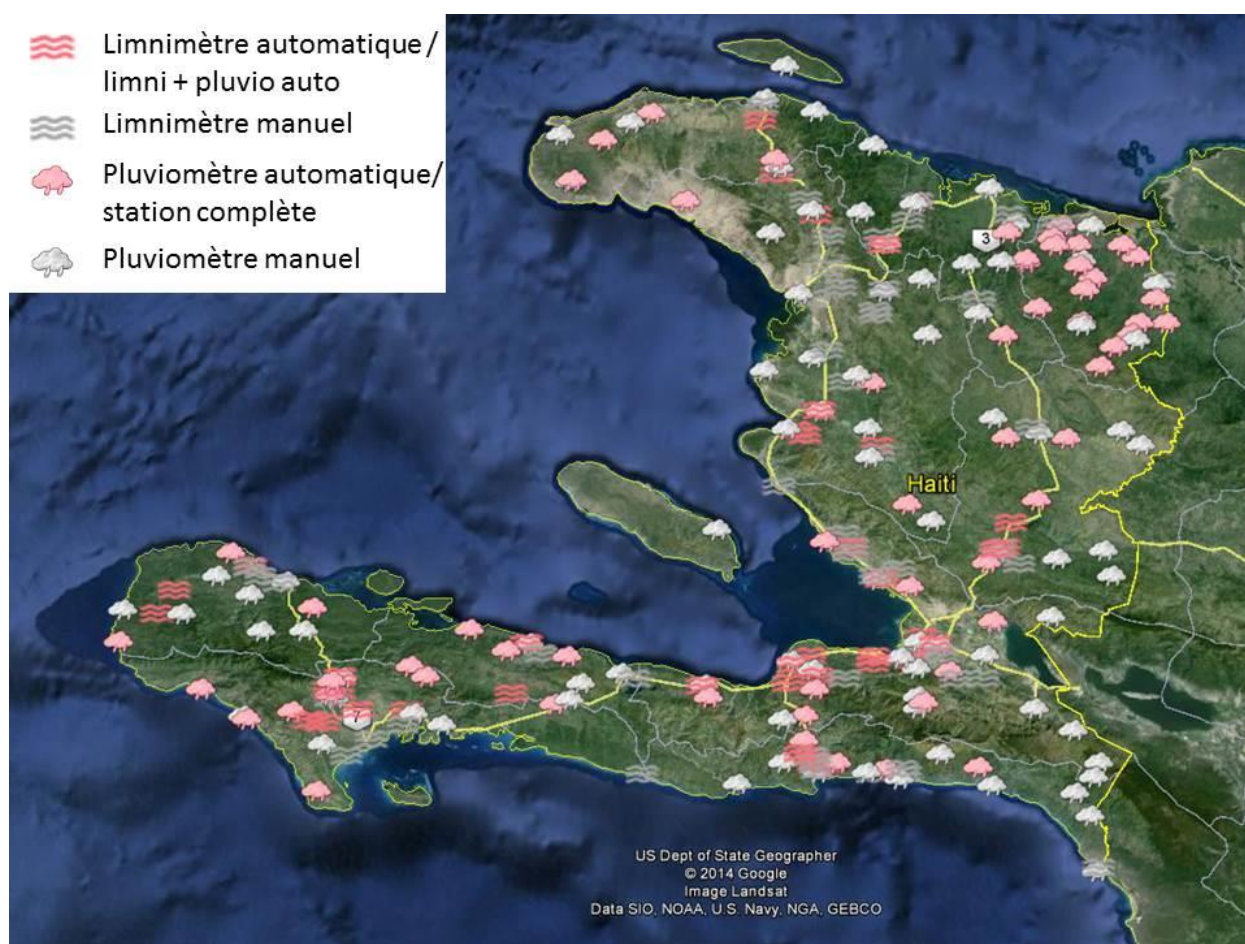 Limnimètre automatique /
limni + pluvio auto
Limnimètre manuel
Pluviomètre automatique/
station complète
Pluviomètre manuel
3
Haiti
7
US Dept of State Geographer
© 2014 Google
Image Landsat
Data SIO, NOAA, U.S. Navy, NGA, GEBCO